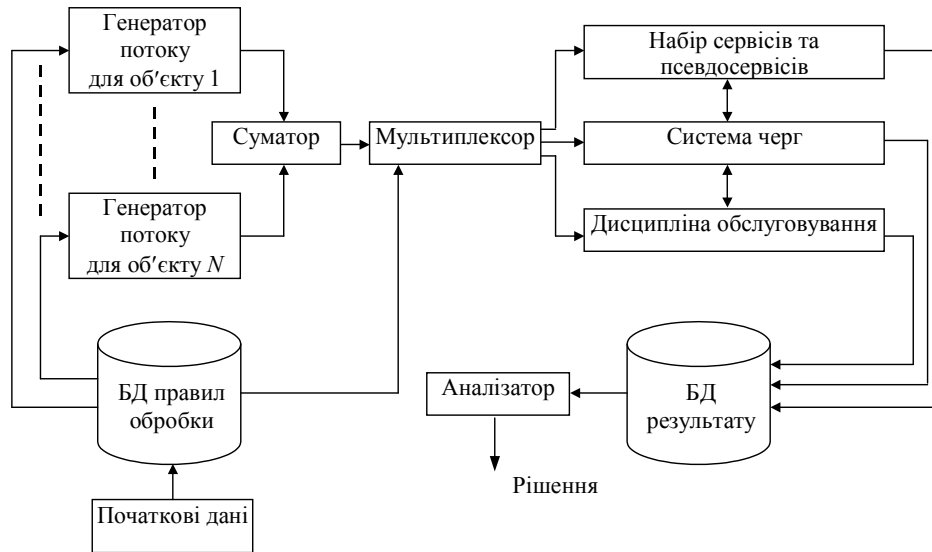 Генератор
потоку
для об′єкту 1
Набір сервісів та
псевдосервісів
Суматор
Мультиплексор
Система черг
Генератор
потоку
для об′єкту N
Дисципліна обслуговування
БД правил
обробки
Аналізатор
БД
результату
Рішення
Початкові дані